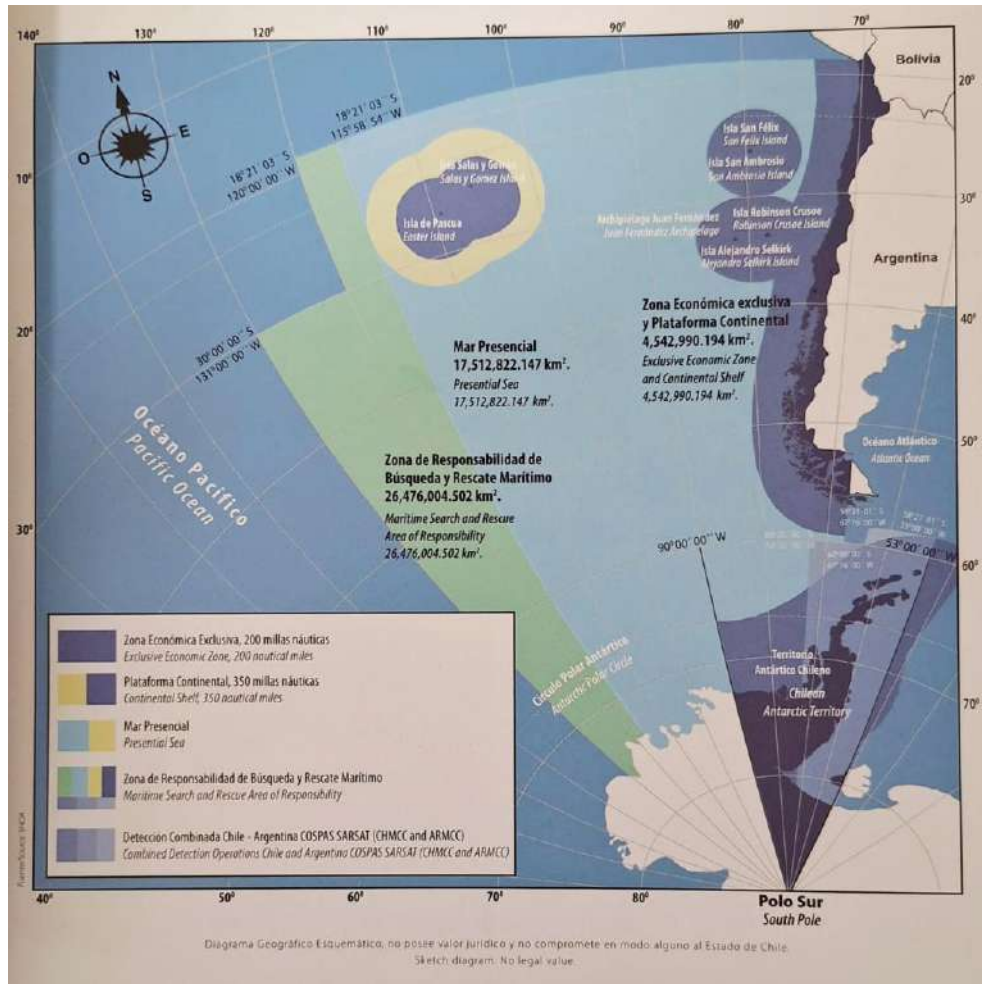 140°
130°
120°
110°
100°
90°
80°
70°
Bolivia
20°
N
E
S
O
18°21´03´´ S
115°58´54´´ W
18°21´03´´ S
120°00´00´´ W
10°
Isla San Félix
San Felix Island
Isla San Ambrosio
San Ambrosio Island
Isla Salas y Gómez
Salas y Gomez Island
30°
Isla de Pascua
Easter Island
Archipiélago Juan Fernández
Juan Fernández Archipelago
Isla Robinson Crusoe
Robinson Crusoe Island
Isla Alejandro Selkirk
Alejandro Selkirk Island
Argentina
Zona Económica exclusiva
y Plataforma Continental
4,542,990.194 km².
Exclusive Economic Zone
and Continental Shelf
4,542,990.194 km².
40°
20°
30°00´00´´ S
131°00´00´´ W
Mar Presencial
17,512,822.147 km².
Presential Sea
17,512,822.147 km².
Océano Pacífico
Pacific Ocean
Océano Atlántico
Atlantic Ocean
50°
Zona de Responsabilidad de
Búsqueda y Rescate Marítimo
26,476,004.502 km².
Maritime Search and Rescue
Area of Responsibility
26,476,004.502 km².
30°
90°00´00´´ W
53°00´00´´ W
60°
Círculo Polar Antártico
Antarctic Polar Circle
Territorio
Antártico Chileno
Chilean
Antarctic Territory
70°
Zona Económica Exclusiva, 200 millas náuticas
Exclusive Economic Zone, 200 nautical miles
Plataforma Continental, 350 millas náuticas
Continental Shelf, 350 nautical miles
Mar Presencial
Presential Sea
Zona de Responsabilidad de Búsqueda y Rescate Marítimo
Maritime Search and Rescue Area of Responsibility
Detección Combinada Chile - Argentina COSPAS SARSAT (CHMCC and ARMCC)
Combined Detection Operations Chile and Argentina COSPAS SARSAT (CHMCC and ARMCC)
40°
50°
60°
70°
80°
Polo Sur
South Pole
Diagrama Geográfico Esquemático, no posee valor jurídico y no compromete en modo alguno al Estado de Chile.
Sketch diagram. No legal value.